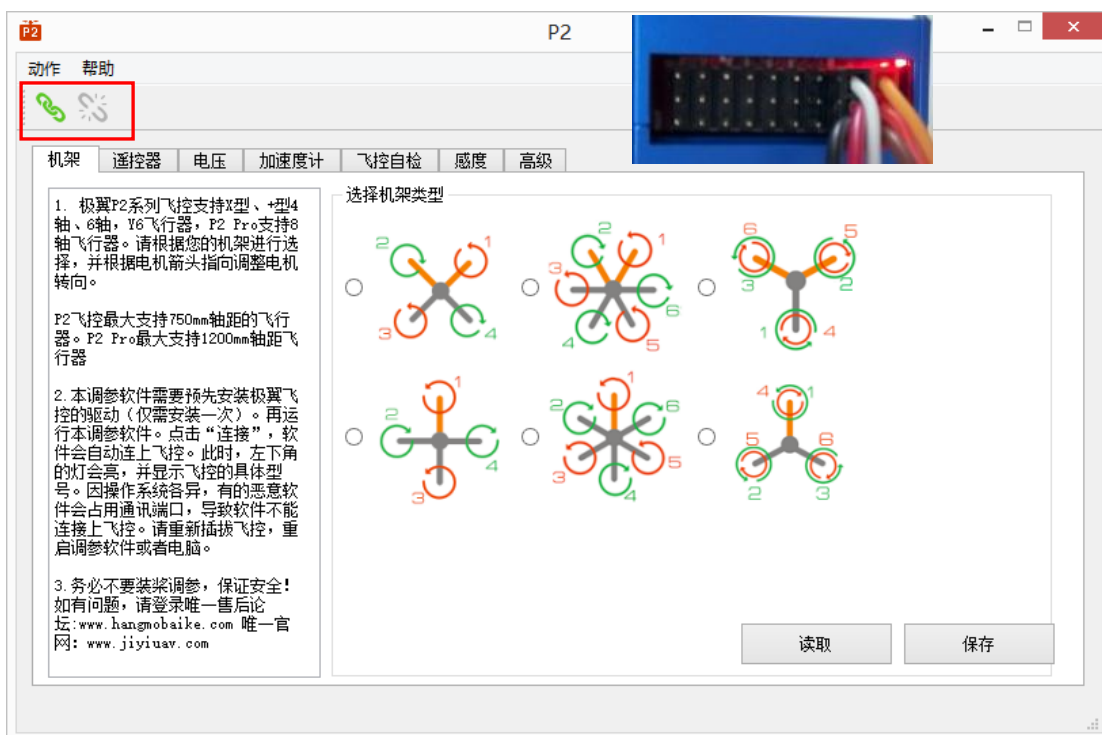 P2 P2
动作 帮助
机架 遥控器 电压 加速度计 飞控自检 感度 高级
1. 极翼P2系列飞控支持X型、+型4
轴、6轴，Y6飞行器，P2 Pro支持8
轴飞行器。请根据您的机架进行选
择，并根据电机箭头指向调整电机
转向。
P2飞控最大支持750mm轴距的飞行
器。P2 Pro最大支持1200mm轴距飞
行器
2.本调参软件需要预先安装极翼飞
控的驱动（仅需安装一次）。再运
行本调参软件。点击“连接”，软
件会自动连上飞控。此时，左下角
的灯会亮，并显示飞控的具体型
号。因操作系统各异，有的恶意软
件会占用通讯端口，导致软件不能
连接上飞控。请重新插拔飞控，重
启调参软件或者电脑。
3.务必不要装桨调参，保证安全！
如有问题，请登录唯一售后论
坛:www.hangmobaike.com 唯一官
网：www.jiyiuav.com
选择机架类型
2 1
3 4
2 1
3 6
4 5
6 5
3 2
1 4
1
2 4
3
1
2 6
3 5
4
4 1
5 6
2 3
读取 保存